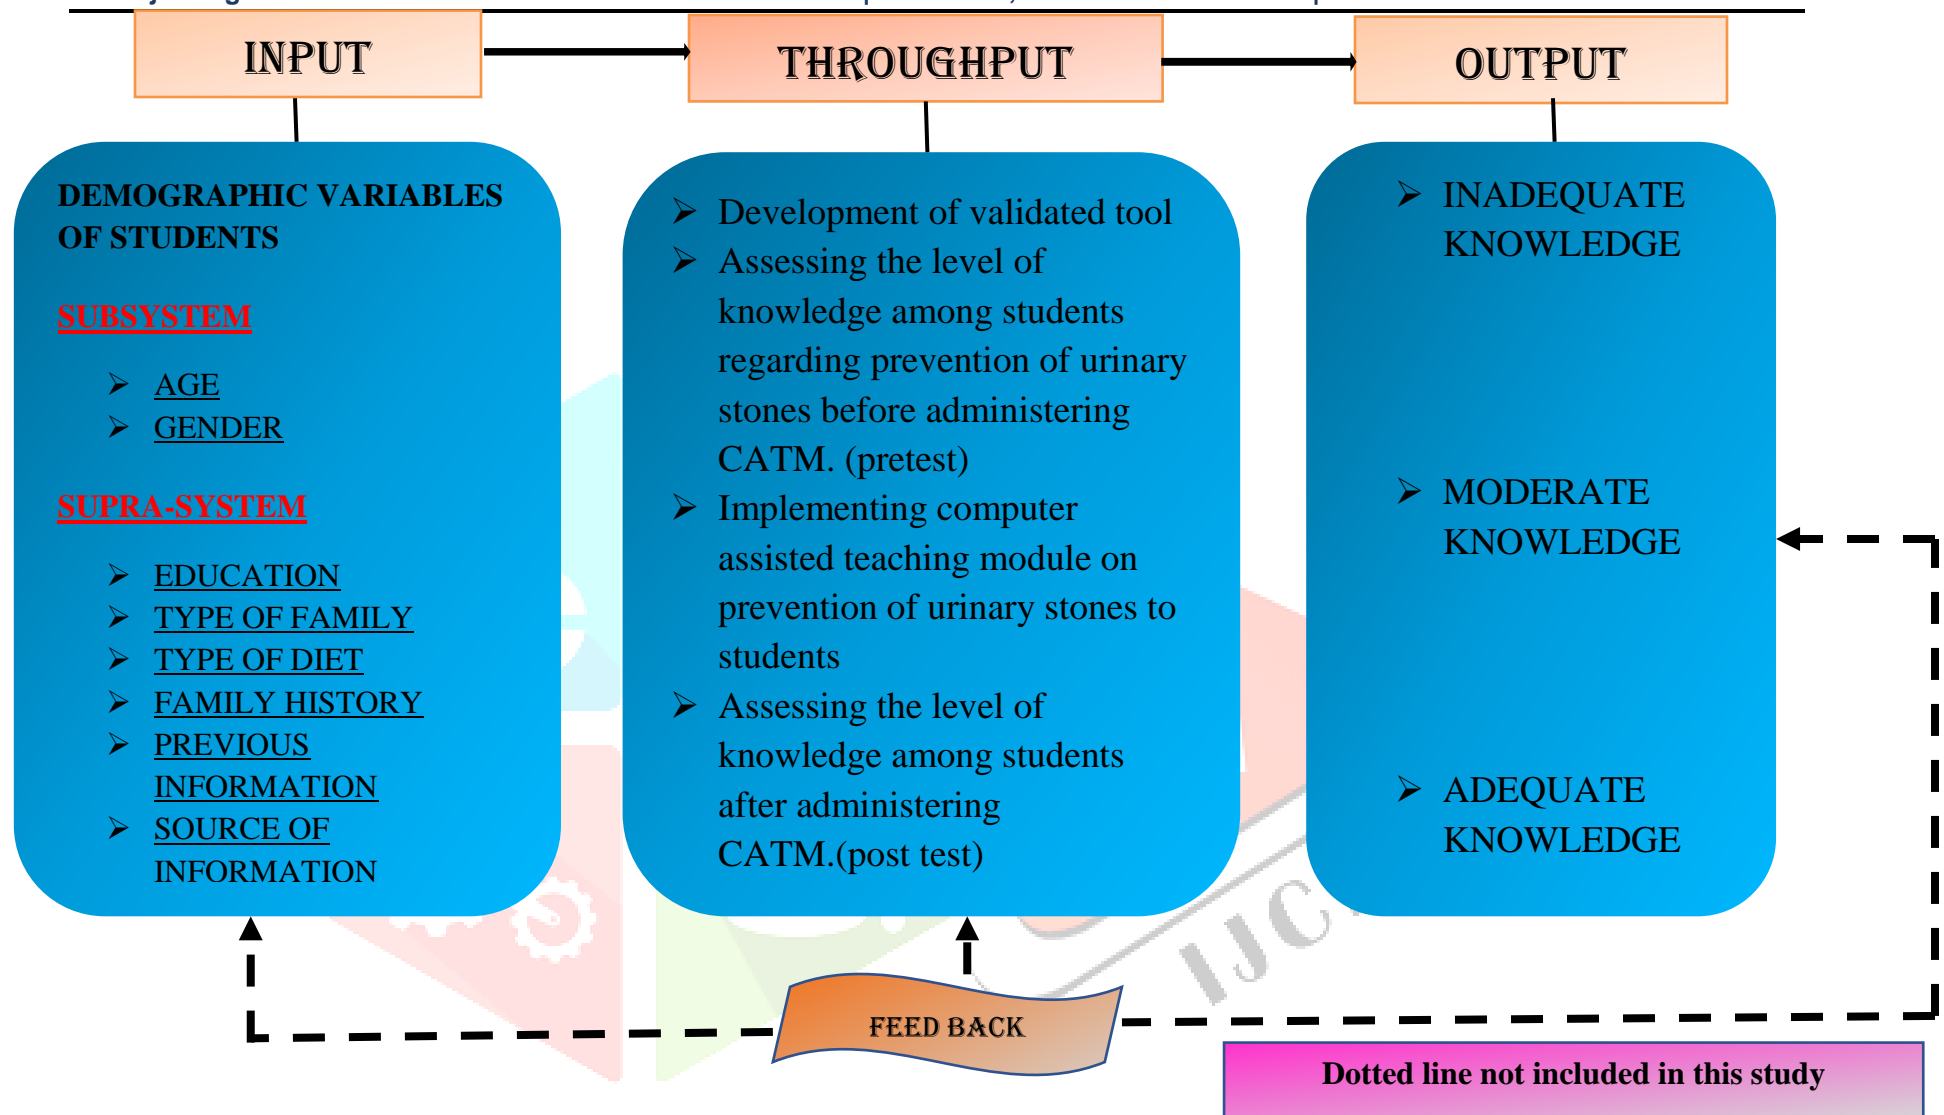 INPUT
THROUGHPUT
OUTPUT
DEMOGRAPHIC VARIABLES
OF STUDENTS
SUBSYSTEM
➢ AGE
➢ GENDER
SUPRA-SYSTEM
➢ EDUCATION
➢ TYPE OF FAMILY
➢ TYPE OF DIET
➢ FAMILY HISTORY
➢ PREVIOUS
INFORMATION
➢ SOURCE OF
INFORMATION
➢ Development of validated tool
➢ Assessing the level of
knowledge among students
regarding prevention of urinary
stones before administering
CATM. (pretest)
➢ Implementing computer
assisted teaching module on
prevention of urinary stones to
students
➢ Assessing the level of
knowledge among students
after administering
CATM.(post test)
➢ INADEQUATE
KNOWLEDGE
➢ MODERATE
KNOWLEDGE
➢ ADEQUATE
KNOWLEDGE
FEED BACK
IJC
Dotted line not included in this study